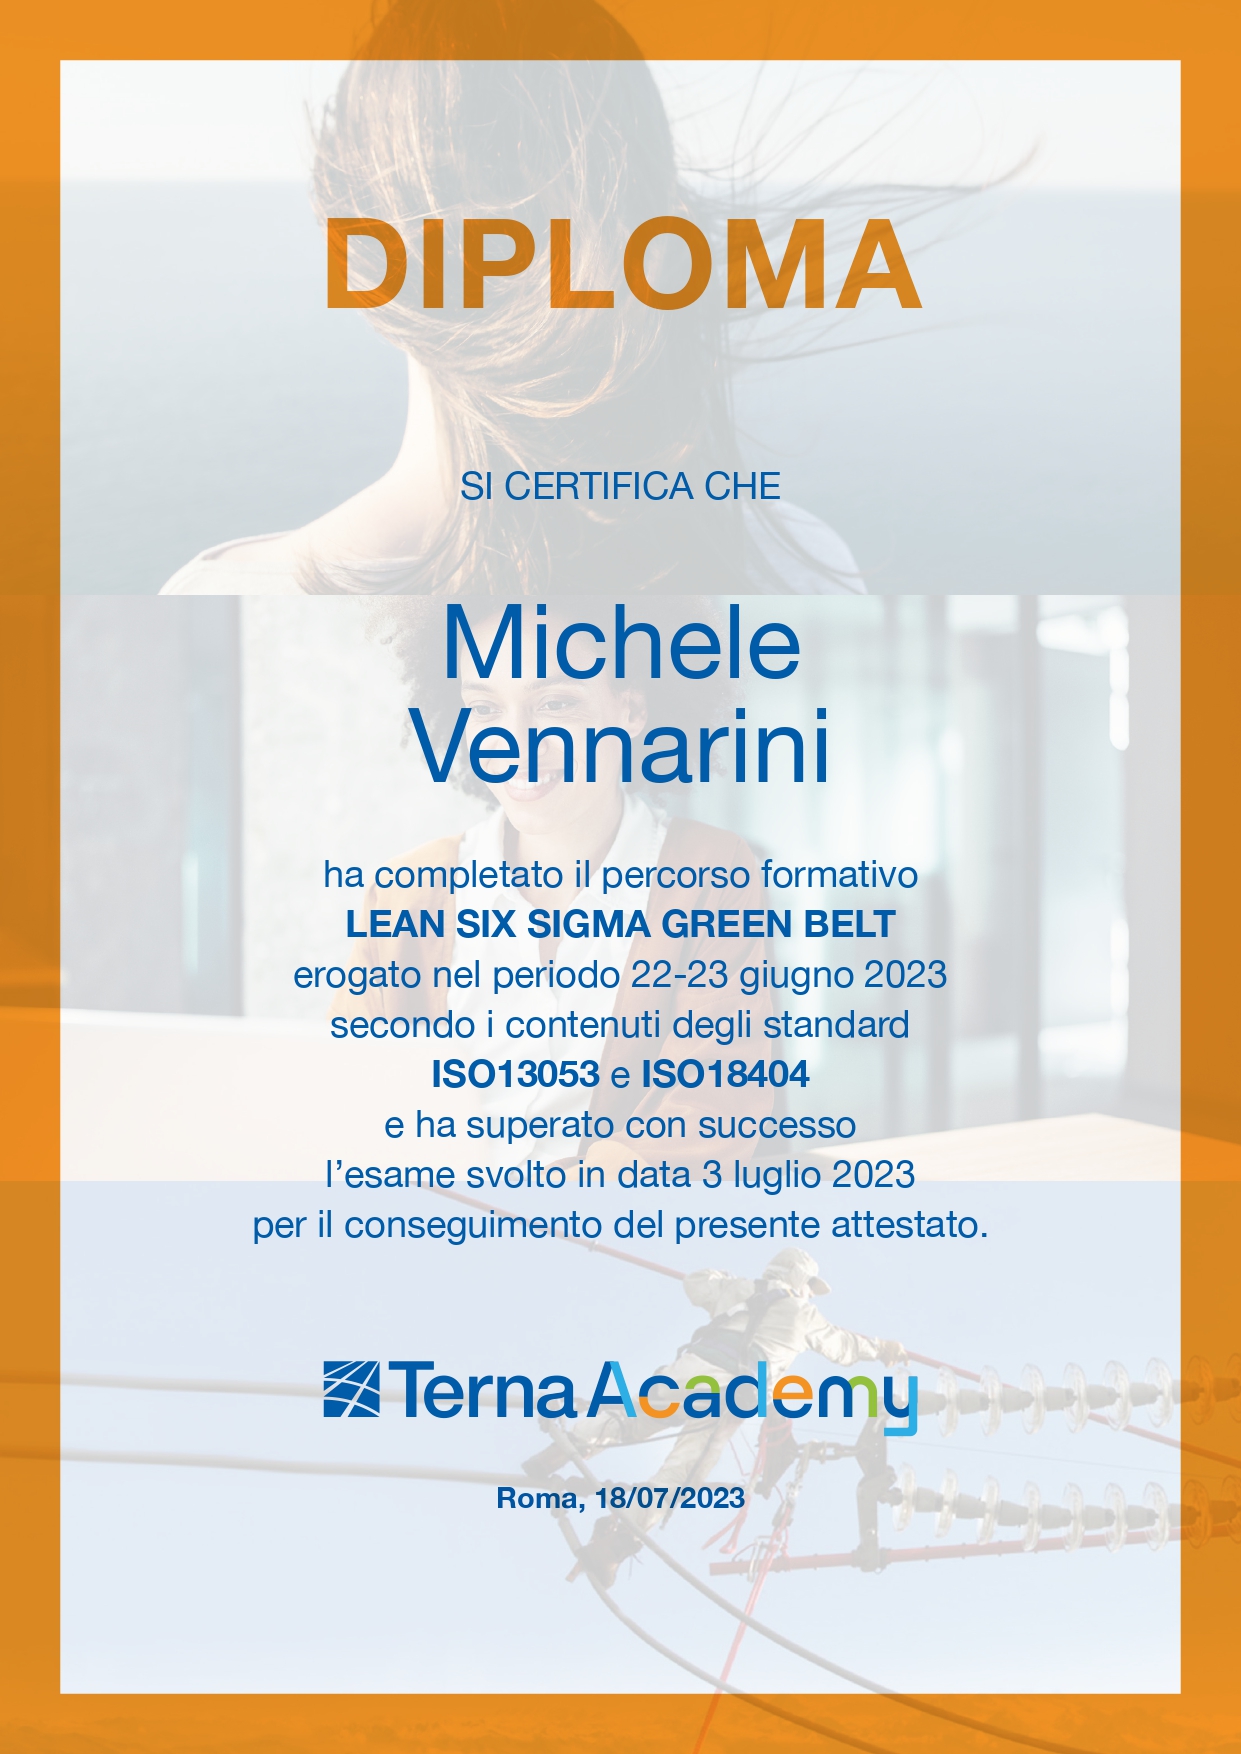 DIPLOMA
SI CERTIFICA CHE
Michele
Vennarini
ha completato il percorso formativo
LEAN SIX SIGMA GREEN BELT
erogato nel periodo 22-23 giugno 2023
secondo i contenuti degli standard
ISO13053 e ISO18404
e ha superato con successo
l’esame svolto in data 3 luglio 2023
per il conseguimento del presente attestato.
Terna Academy
Roma, 18/07/2023